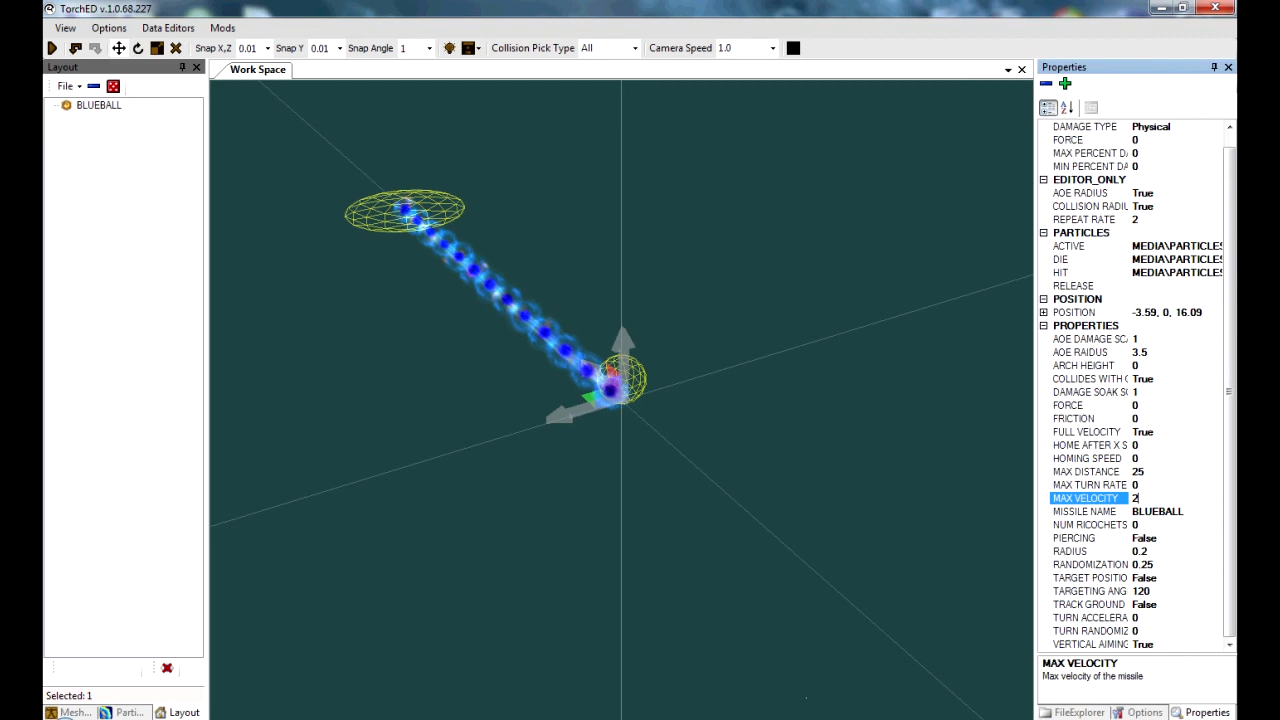 TorchED v.1.0.68.227
View Options Data Editors Mods
Snap X,Z 0.01 Snap Y 0.01 Snap Angle 1 Collision Pick Type All Camera Speed 1.0
Layout
File
BLUEBALL
Selected: 1
Mesh... Parti... Layout
Work Space
Properties
DAMAGE TYPE Physical
FORCE 0
MAX PERCENT DA 0
MIN PERCENT DA 0
EDITOR_ONLY
AOE RADIUS True
COLLISION RADIU True
REPEAT RATE 2
PARTICLES
ACTIVE MEDIA\PARTICLES
DIE MEDIA\PARTICLES
HIT MEDIA\PARTICLES
RELEASE
POSITION
POSITION -3.59, 0, 16.09
PROPERTIES
AOE DAMAGE SCA 1
AOE RAIDUS 3.5
ARCH HEIGHT 0
COLLIDES WITH C True
DAMAGE SOAK SC 1
FORCE 0
FRICTION 0
FULL VELOCITY True
HOME AFTER X S 0
HOMING SPEED 0
MAX DISTANCE 25
MAX TURN RATE 0
MAX VELOCITY 2
MISSILE NAME BLUEBALL
NUM RICOCHETS 0
PIERCING False
RADIUS 0.2
RANDOMIZATION 0.25
TARGET POSITIO False
TARGETING ANG 120
TRACK GROUND False
TURN ACCELERA 0
TURN RANDOMIZ 0
VERTICAL AIMING True
MAX VELOCITY
Max velocity of the missile
FileExplorer Options Properties